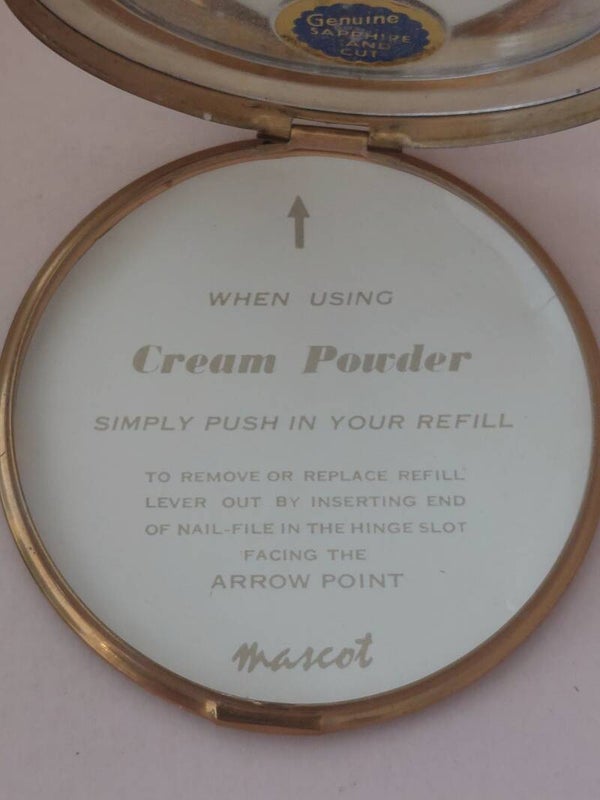 Genuine
SAPPHIRE
HAND
CUT
WHEN USING
Cream Powder
SIMPLY PUSH IN YOUR REFILL
TO REMOVE OR REPLACE REFILL
LEVER OUT BY INSERTING END
OF NAIL-FILE IN THE HINGE SLOT
FACING THE
ARROW POINT
mascot